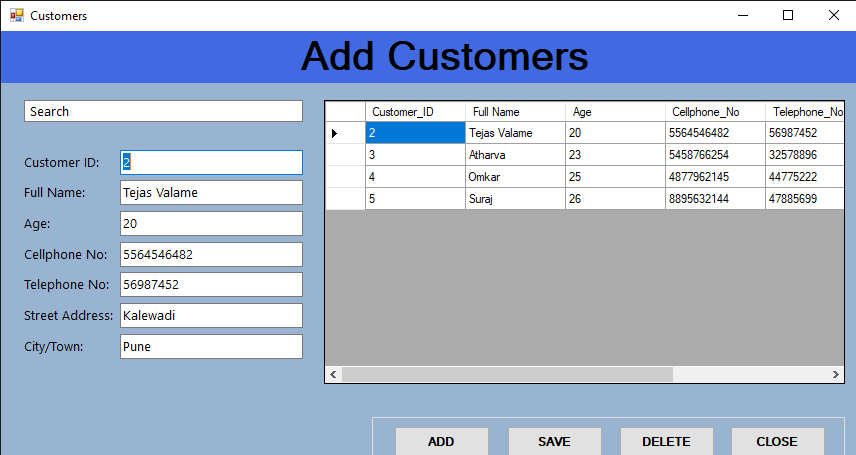 Customers
Add Customers
Search
Customer ID: 2
Full Name: Tejas Valame
Age: 20
Cellphone No: 5564546482
Telephone No: 56987452
Street Address: Kalewadi
City/Town: Pune
Customer_ID Full Name Age Cellphone_No Telephone_No
2 Tejas Valame 20 5564546482 56987452
3 Atharva 23 5458766254 32578896
4 Omkar 25 4877962145 44775222
5 Suraj 26 8895632144 47885699
ADD SAVE DELETE CLOSE